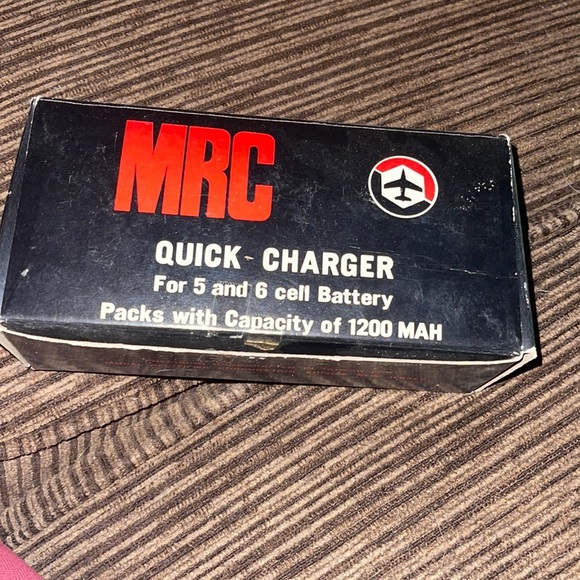 MRC
QUICK-CHARGER
For 5 and 6 cell Battery
Packs with Capacity of 1200 MAH